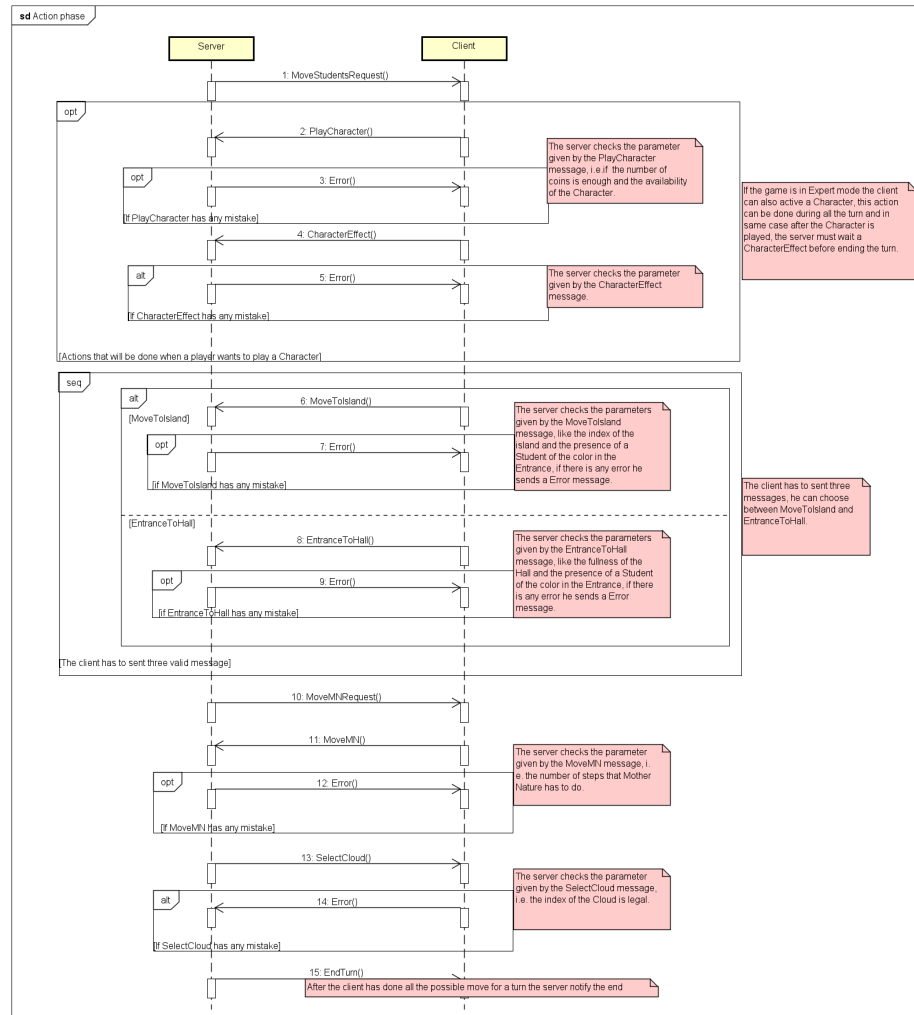 sd Action phase
Server
Client
1: MoveStudentsRequest()
opt
2: PlayCharacter()
The server checks the parameter
given by the PlayCharacter
message, i.e.if the number of
coins is enough and the availability
of the Character.
opt
3: Error()
[If PlayCharacter has any mistake]
If the game is in Expert mode the client
can also active a Character, this action
can be done during all the turn and in
same case after the Character is
played, the server must wait a
CharacterEffect before ending the turn.
4: CharacterEffect()
alt
5: Error()
The server checks the parameter
given by the CharacterEffect
message.
[If CharacterEffect has any mistake]
[Actions that will be done when a player wants to play a Character]
seq
alt
6: MoveToIsland()
[MoveToIsland]
The server checks the parameters
given by the MoveToIsland
message, like the index of the
island and the presence of a
Student of the color in the
Entrance, if there is any error he
sends a Error message.
opt
7: Error()
[if MoveToIsland has any mistake]
The client has to sent three
messages, he can choose
between MoveToIsland and
EntranceToHall.
[EntranceToHall]
8: EntranceToHall()
The server checks the parameters
given by the EntranceToHall
message, like the fullness of the
Hall and the presence of a Student
of the color in the Entrance, if there
is any error he sends a Error
message.
opt
9: Error()
[if EntranceToHall has any mistake]
[The client has to sent three valid message]
10: MoveMNRequest()
11: MoveMN()
The server checks the parameter
given by the MoveMN message, i.
e. the number of steps that Mother
Nature has to do.
opt
12: Error()
[If MoveMN has any mistake]
13: SelectCloud()
The server checks the parameter
given by the SelectCloud message,
i.e. the index of the Cloud is legal.
alt
14: Error()
[If SelectCloud has any mistake]
15: EndTurn()
After the client has done all the possible move for a turn the server notify the end